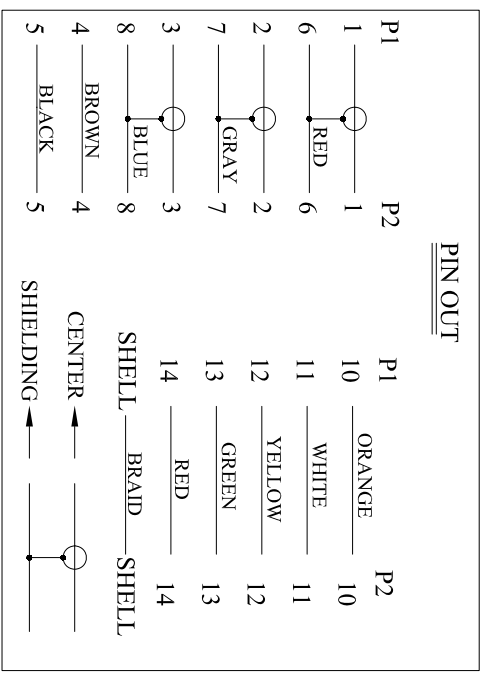 PIN OUT
P1 P2
1 1
RED
6 6
2 2
GRAY
7 7
3 3
BLUE
8 8
BROWN
4 4
BLACK
5 5
P1 P2
ORANGE
10 10
WHITE
11 11
YELLOW
12 12
GREEN
13 13
RED
14 14
BRAID
SHELL SHELL
CENTER
SHIELDING